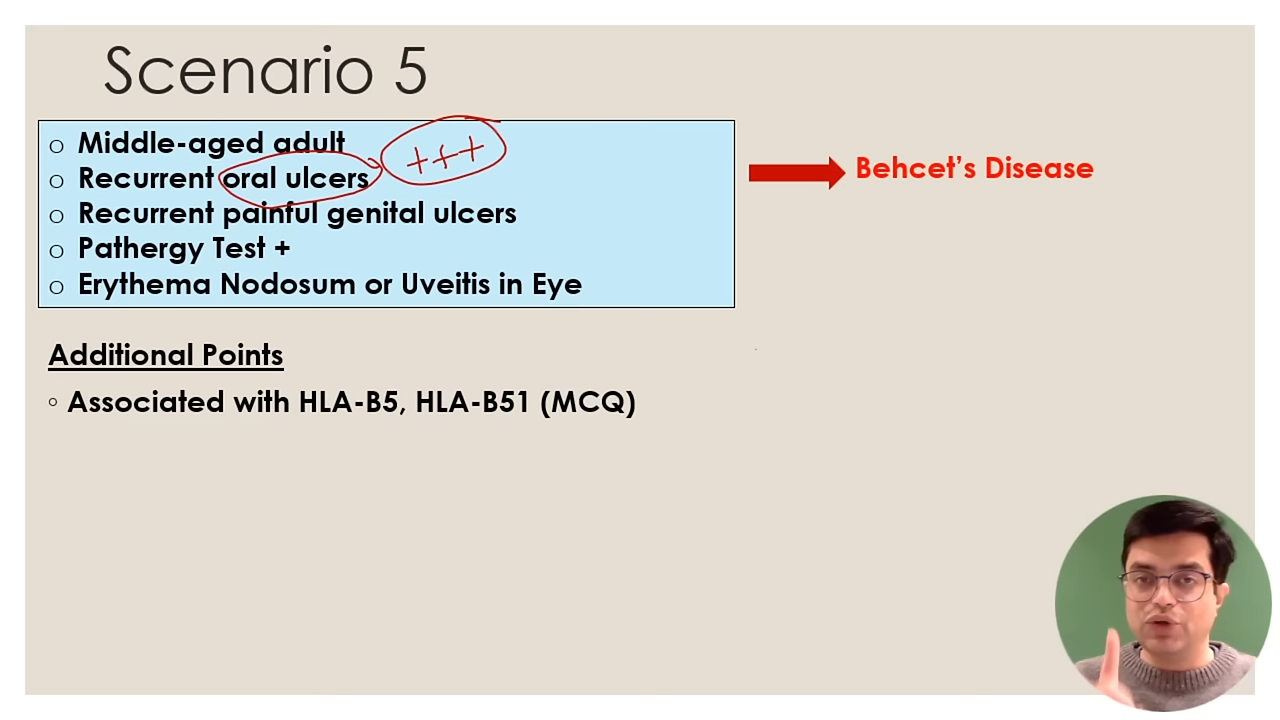 Scenario 5
o Middle-aged adult
+++
o Recurrent oral ulcers
o Recurrent painful genital ulcers
o Pathergy Test +
o Erythema Nodosum or Uveitis in Eye
Behcet’s Disease
Additional Points
◦ Associated with HLA-B5, HLA-B51 (MCQ)